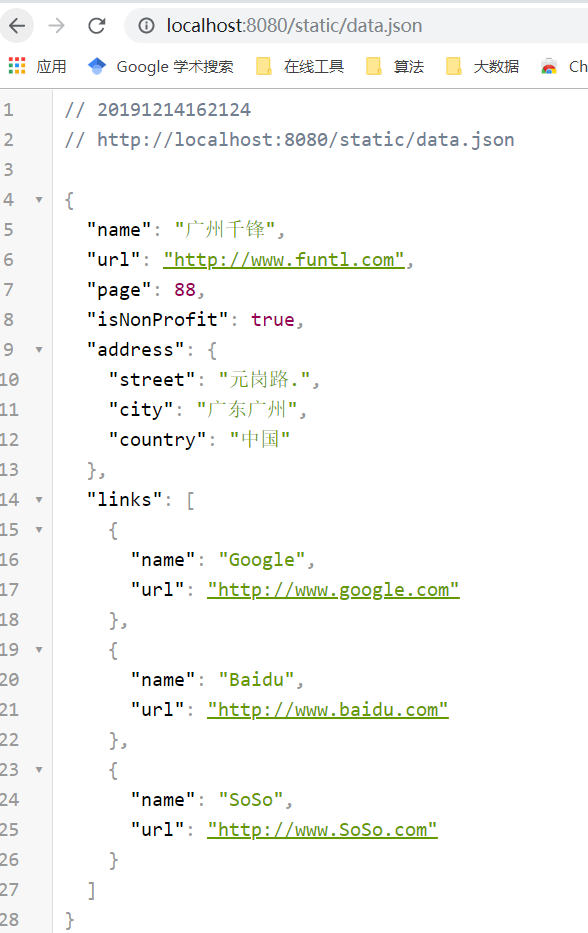 localhost:8080/static/data.json
应用 Google 学术搜索 在线工具 算法 大数据 Ch
1 // 20191214162124
2 // http://localhost:8080/static/data.json
3
4 {
5 "name": "广州千锋",
6 "url": "http://www.funtl.com",
7 "page": 88,
8 "isNonProfit": true,
9 "address": {
10 "street": "元岗路.",
11 "city": "广东广州",
12 "country": "中国"
13 },
14 "links": [
15 {
16 "name": "Google",
17 "url": "http://www.google.com"
18 },
19 {
20 "name": "Baidu",
21 "url": "http://www.baidu.com"
22 },
23 {
24 "name": "SoSo",
25 "url": "http://www.SoSo.com"
26 }
27 ]
28 }